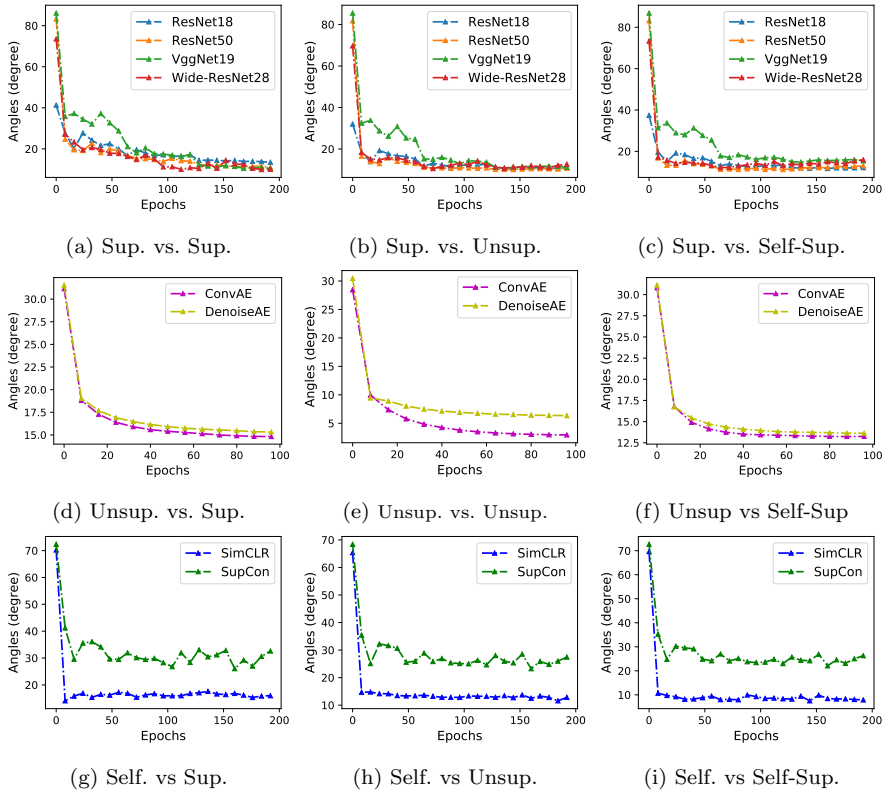 ResNet18
ResNet50
VggNet19
Wide-ResNet28
80
60
40
20
0
50
100
150
200
Angles (degree)
Epochs
(a) Sup. vs. Sup.
ResNet18
ResNet50
VggNet19
Wide-ResNet28
80
60
40
20
0
50
100
150
200
Angles (degree)
Epochs
(b) Sup. vs. Unsup.
ResNet18
ResNet50
VggNet19
Wide-ResNet28
80
60
40
20
0
50
100
150
200
Angles (degree)
Epochs
(c) Sup. vs. Self-Sup.
ConvAE
DenoiseAE
30.0
27.5
25.0
22.5
20.0
17.5
15.0
0
20
40
60
80
100
Angles (degree)
Epochs
(d) Unsup. vs. Sup.
ConvAE
DenoiseAE
30
25
20
15
10
5
0
20
40
60
80
100
Angles (degree)
Epochs
(e) Unsup. vs. Unsup.
ConvAE
DenoiseAE
30.0
27.5
25.0
22.5
20.0
17.5
15.0
12.5
0
20
40
60
80
100
Angles (degree)
Epochs
(f) Unsup vs Self-Sup
SimCLR
SupCon
70
60
50
40
30
20
0
50
100
150
200
Angles (degree)
Epochs
(g) Self. vs Sup.
SimCLR
SupCon
70
60
50
40
30
20
10
0
50
100
150
200
Angles (degree)
Epochs
(h) Self. vs Unsup.
SimCLR
SupCon
70
60
50
40
30
20
10
0
50
100
150
200
Angles (degree)
Epochs
(i) Self. vs Self-Sup.